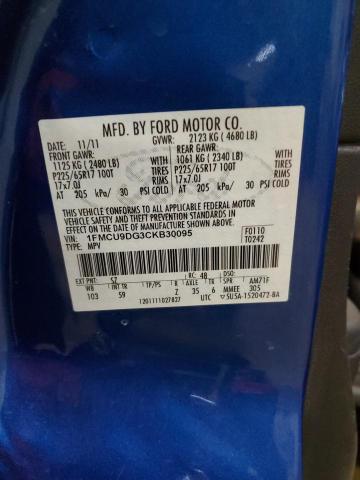 MFD. BY FORD MOTOR CO.
DATE: 11/11 GVWR: 2123 KG ( 4680 LB)
FRONT GAWR: REAR GAWR:
1125 KG ( 2480 LB) WITH 1061 KG ( 2340 LB) WITH
P225/65R17 100T TIRES P225/65R17 100T TIRES
17x7.0J RIMS 17x7.0J RIMS
AT 205 kPa/ 30 PSI COLD AT 205 kPa/ 30 PSI COLD
THIS VEHICLE CONFORMS TO ALL APPLICABLE FEDERAL MOTOR
VEHICLE SAFETY, BUMPER, AND THEFT PREVENTION STANDARDS
IN EFFECT ON THE DATE OF MANUFACTURE SHOWN ABOVE.
VIN: 1FMCU9DG3CKB30095 F0110
TYPE: MPV T0242
EXT PNT: SZ RC: 48 DSO:
WB INT TR TP/PS R AXLE TR SPR AM71F
103 59 Z 35 6 MMEE 305
1201111027827 UTC SU5A-1520472-BA